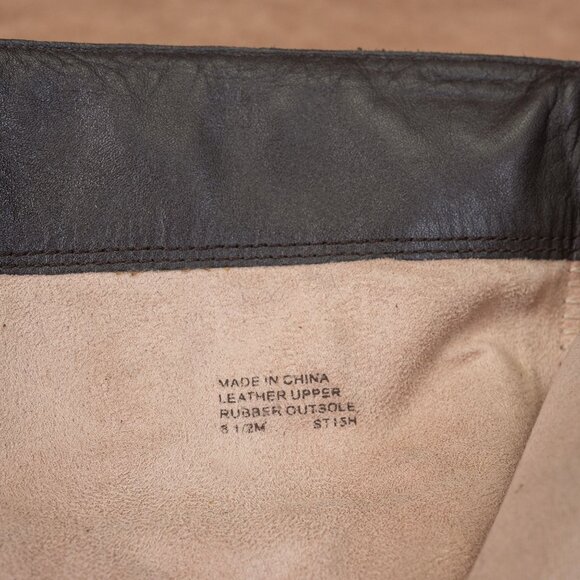 MADE IN CHINA
LEATHER UPPER
RUBBER OUTSOLE
8 1/2M ST15H